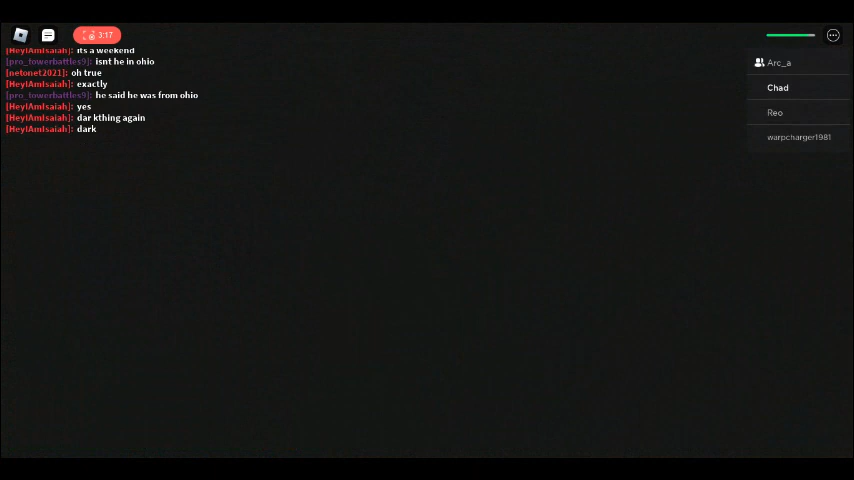 3:17
[HeyIAmIsaiah]: its a weekend
[pro_towerbattles9]: isnt he in ohio
[netonet2021]: oh true
[HeyIAmIsaiah]: exactly
[pro_towerbattles9]: he said he was from ohio
[HeyIAmIsaiah]: yes
[HeyIAmIsaiah]: dar kthing again
[HeyIAmIsaiah]: dark
Arc_a
Chad
Reo
warpcharger1981